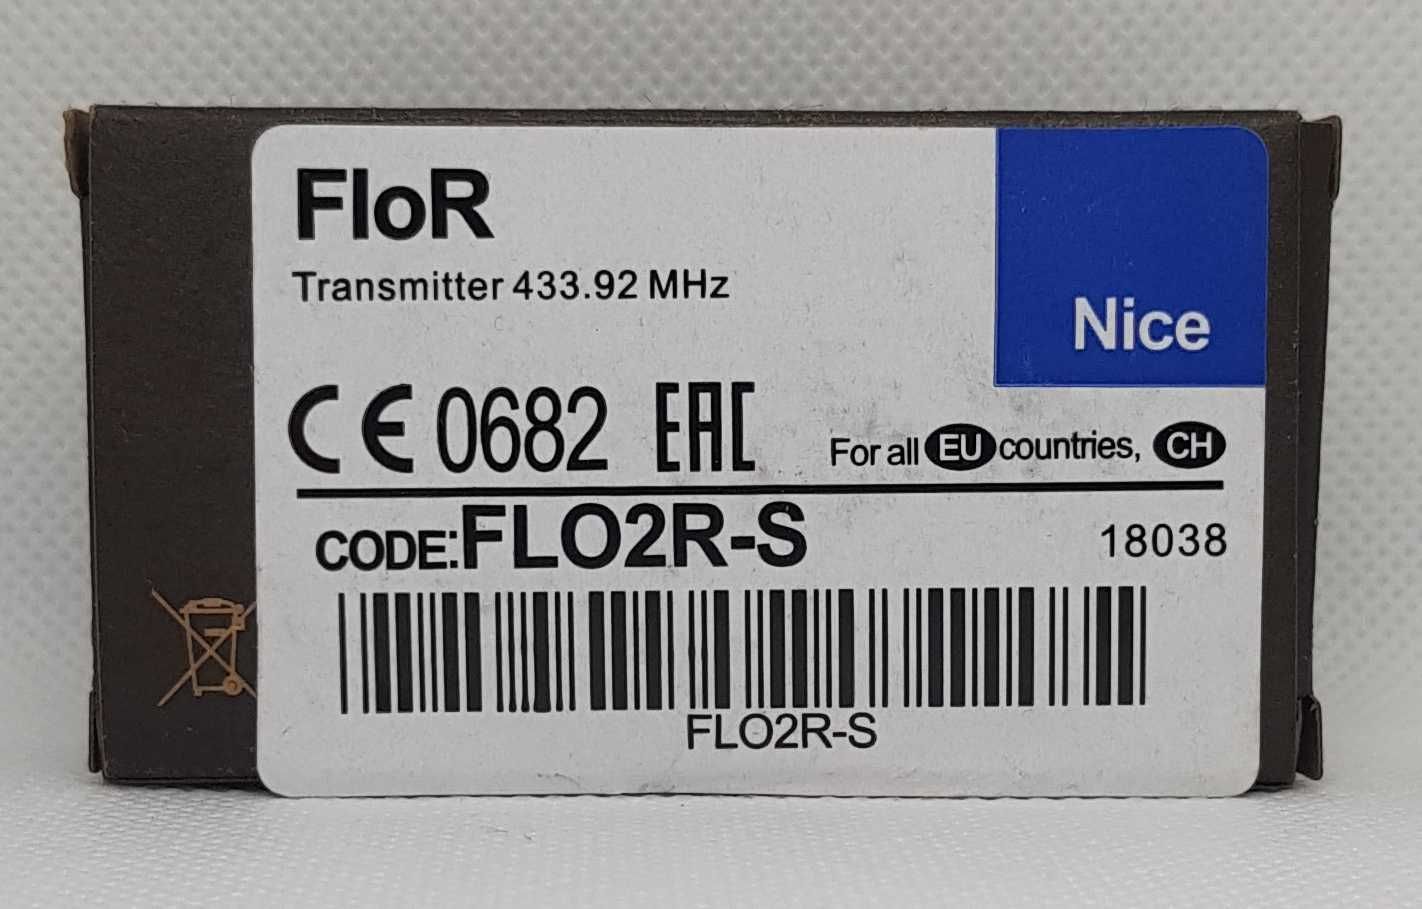 FloR
Transmitter 433.92 MHz
Nice
CE 0682 EAC
For all EU countries, CH
CODE:FLO2R-S
18038
FLO2R-S